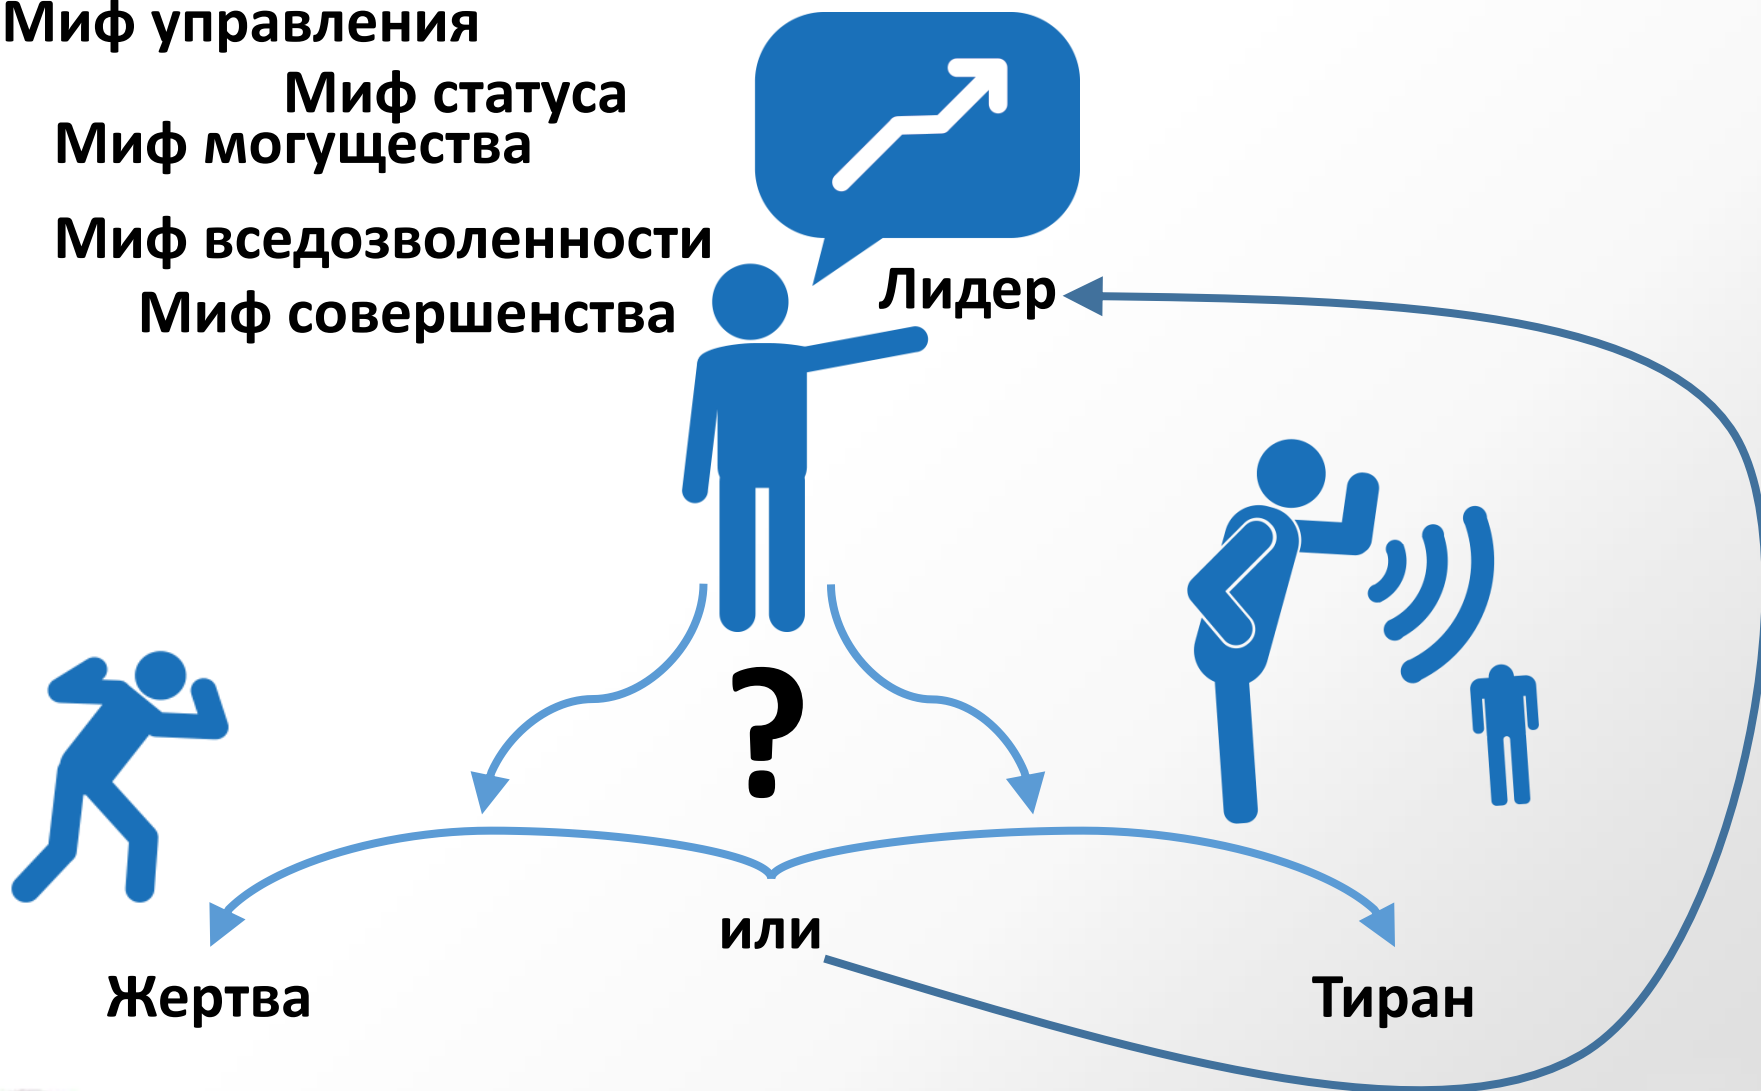 Миф управления
Миф статуса
Миф могущества
Миф вседозволенности
Лидер
Миф совершенства
?
или
Жертва
Тиран